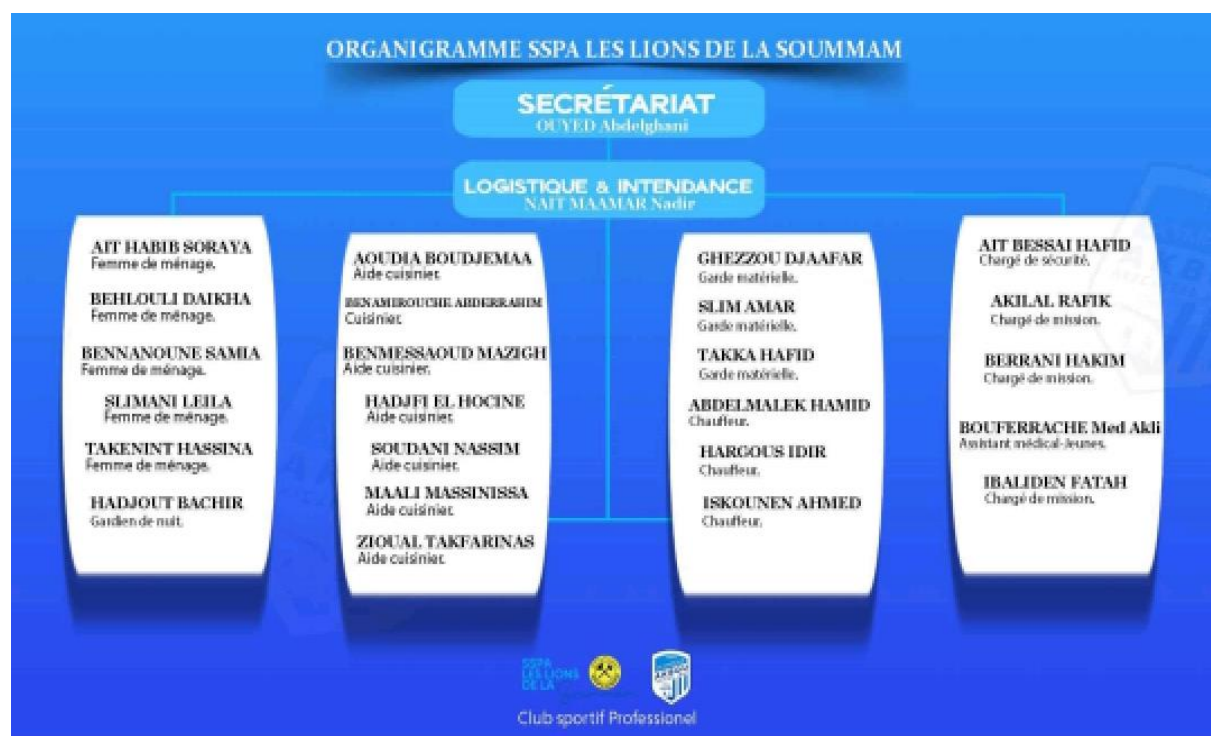 ORGANIGRAMME SSPA LES LIONS DE LA SOUMMAM
SECRÉTARIAT
OUYED Abdelghani
LOGISTIQUE & INTENDANCE
NAIT MAAMAR Nadir
AIT HABIB SORAYA
Femme de ménage.
BEHLOULI DAIKHA
Femme de ménage.
BENNANOUNE SAMIA
Femme de ménage.
SLIMANI LEILA
Femme de ménage.
TAKENINT HASSINA
Femme de ménage.
HADJOUT BACHIR
Gardien de nuit.
AOUDIA BOUDJEMAA
Aide cuisinier.
BENAMIROUCHE ABDERRAHIM
Cuisinier.
BENMESSAOUD MAZIGH
Aide cuisinier.
HADJFI EL HOCINE
Aide cuisinier.
SOUDANI NASSIM
Aide cuisinier.
MAALI MASSINISSA
Aide cuisinier.
ZIOUAL TAKFARINAS
Aide cuisinier.
GHEZZOU DJAAFAR
Garde matérielle.
SLIM AMAR
Garde matérielle.
TAKKA HAFID
Garde matérielle.
ABDELMALEK HAMID
Chauffeur.
HARGOUS IDIR
Chauffeur.
ISKOUNEN AHMED
Chauffeur.
AIT BESSAI HAFID
Chargé de sécurité.
AKILAL RAFIK
Chargé de mission.
BERRANI HAKIM
Chargé de mission.
BOUFERRACHE Med Akli
Assistant médical-Jeunes.
IBALIDEN FATAH
Chargé de mission.
SSPA
LES LIONS
DE LA
Club sportif Professionel